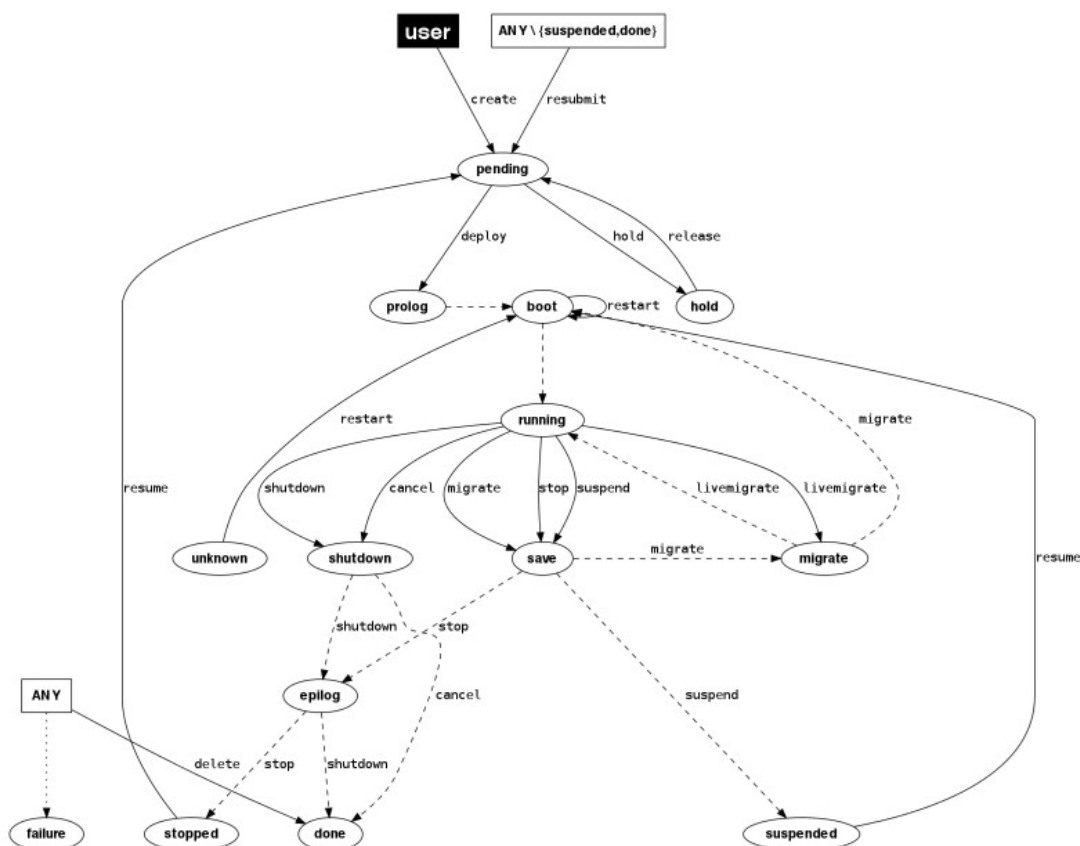 user
ANY \ {suspended,done}
create
resubmit
pending
deploy
hold
release
prolog
boot
restart
hold
running
restart
migrate
resume
shutdown
cancel
migrate
stop
suspend
livemigrate
livemigrate
unknown
shutdown
save
migrate
migrate
resume
shutdown
stop
epilog
cancel
suspend
ANY
delete
stop
shutdown
failure
stopped
done
suspended